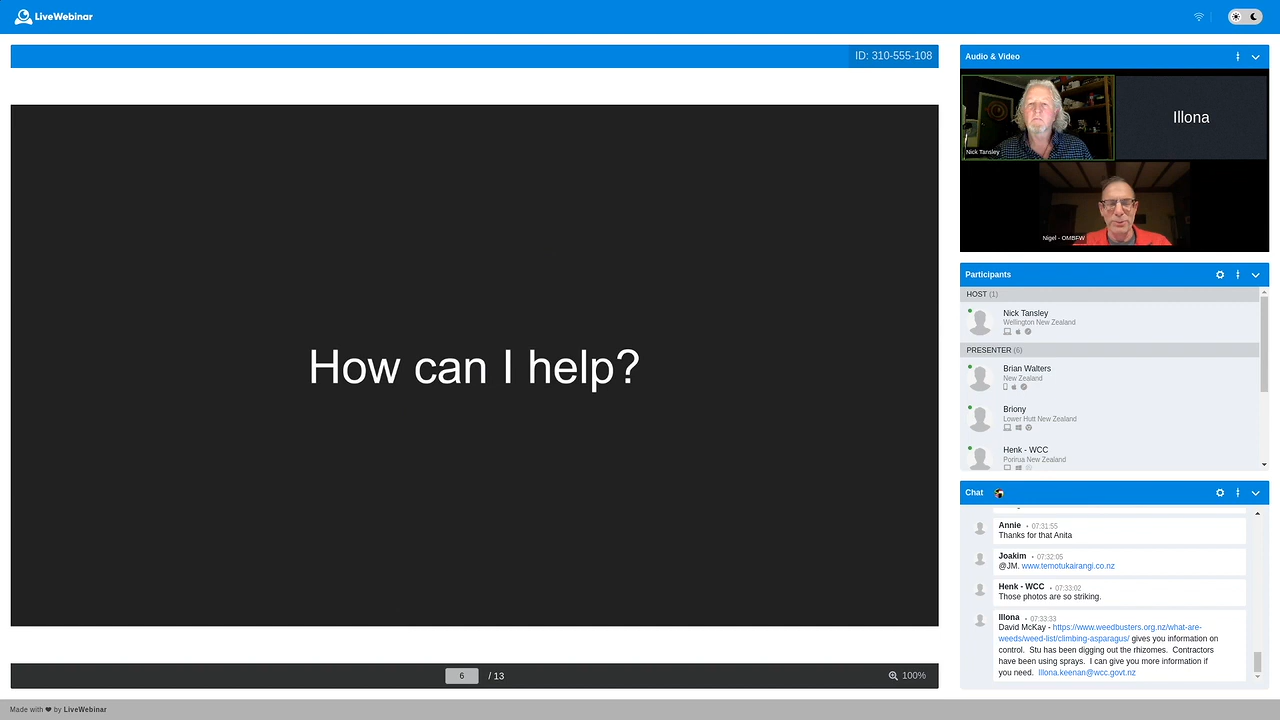 LiveWebinar
ID: 310-555-108
How can I help?
6 / 13
100%
Audio & Video
Nick Tansley
Illona
Nigel - OMBFW
Participants
HOST (1)
Nick Tansley
Wellington New Zealand
PRESENTER (6)
Brian Walters
New Zealand
Briony
Lower Hutt New Zealand
Henk - WCC
Porirua New Zealand
Chat
Annie • 07:31:55
Thanks for that Anita
Joakim • 07:32:05
@JM. www.temotukairangi.co.nz
Henk - WCC • 07:33:02
Those photos are so striking.
Illona • 07:33:33
David McKay - https://www.weedbusters.org.nz/what-are-
weeds/weed-list/climbing-asparagus/ gives you information on
control. Stu has been digging out the rhizomes. Contractors
have been using sprays. I can give you more information if
you need. Illona.keenan@wcc.govt.nz
Made with ❤ by LiveWebinar